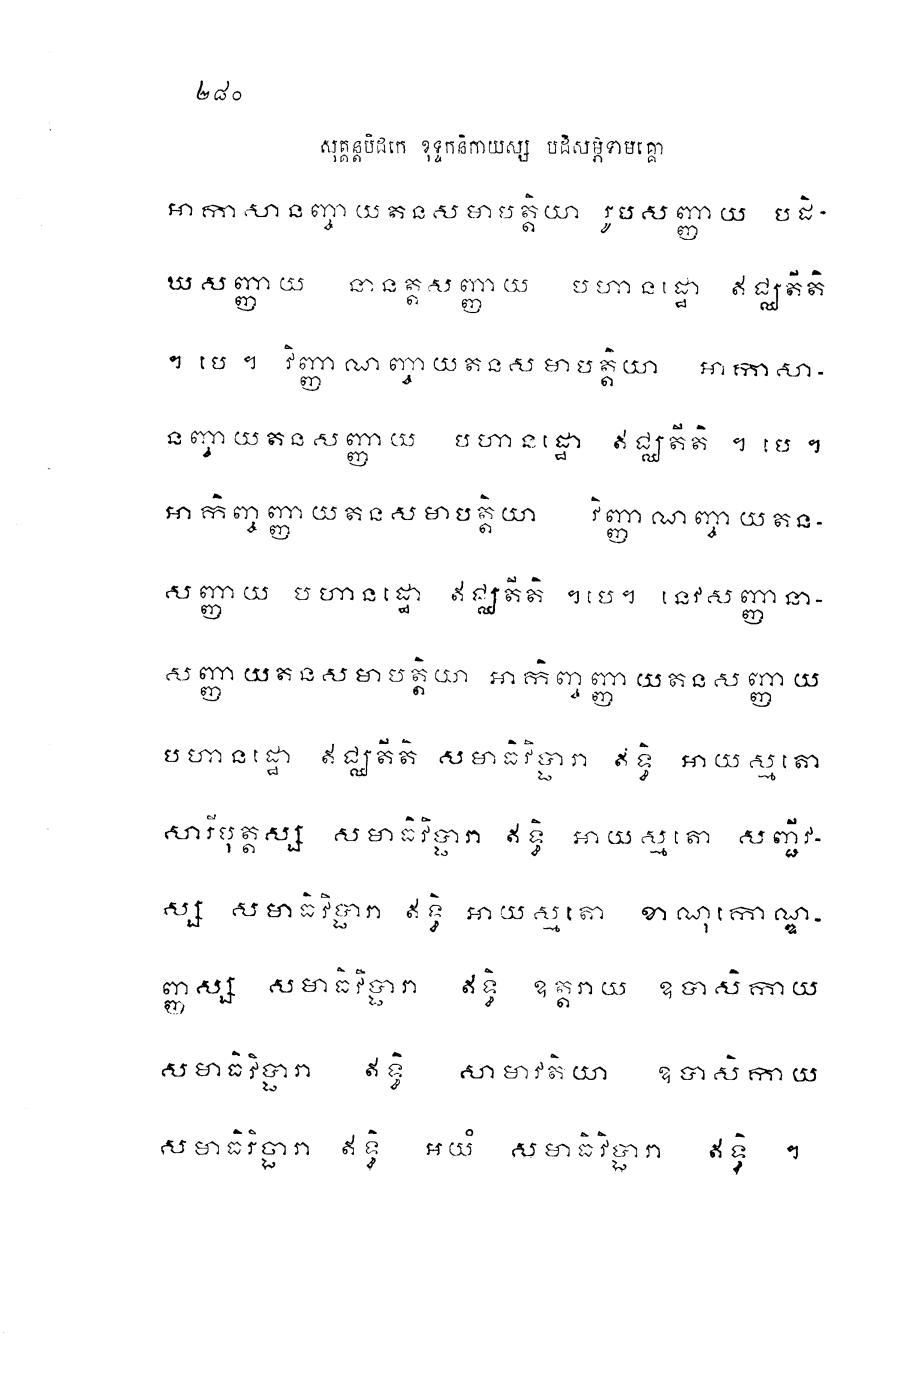 ២៨០
សុត្តន្តបិដកេ ខុទ្ទកនិកាយស្ស បដិសម្ភិទាមគ្គោ
អាកាសានញ្ចាយតនសមាបត្តិយា រូបសញ្ញាយ បដិ-
ឃសញ្ញាយ នានត្តសញ្ញាយ បហានដ្ឋោ ឥជ្ឈតីតិ
។ បេ ។ វិញ្ញាណញ្ចាយតនសមាបត្តិយា អាកាសា-
នញ្ចាយតនសញ្ញាយ បហានដ្ឋោ ឥជ្ឈតីតិ ។ បេ ។
អាកិញ្ចញ្ញាយតនសមាបត្តិយា វិញ្ញាណញ្ចាយតន-
សញ្ញាយ បហានដ្ឋោ ឥជ្ឈតីតិ ។បេ។ នេវសញ្ញានា-
សញ្ញាយតនសមាបត្តិយា អាកិញ្ចញ្ញាយតនសញ្ញាយ
បហានដ្ឋោ ឥជ្ឈតីតិ សមាធិវិប្ផារា ឥទ្ធិ អាយស្មតោ
សារីបុត្តស្ស សមាធិវិប្ផារា ឥទ្ធិ អាយស្មតោ សញ្ជីវ-
ស្ស សមាធិវិប្ផារា ឥទ្ធិ អាយស្មតោ ខាណុកោណ្ឌ-
ញ្ញស្ស សមាធិវិប្ផារា ឥទ្ធិ ឧត្តរាយ ឧបាសិកាយ
សមាធិវិប្ផារា ឥទ្ធិ សាមាវតិយា ឧបាសិកាយ
សមាធិវិប្ផារា ឥទ្ធិ អយំ សមាធិវិប្ផារា ឥទ្ធិ ។